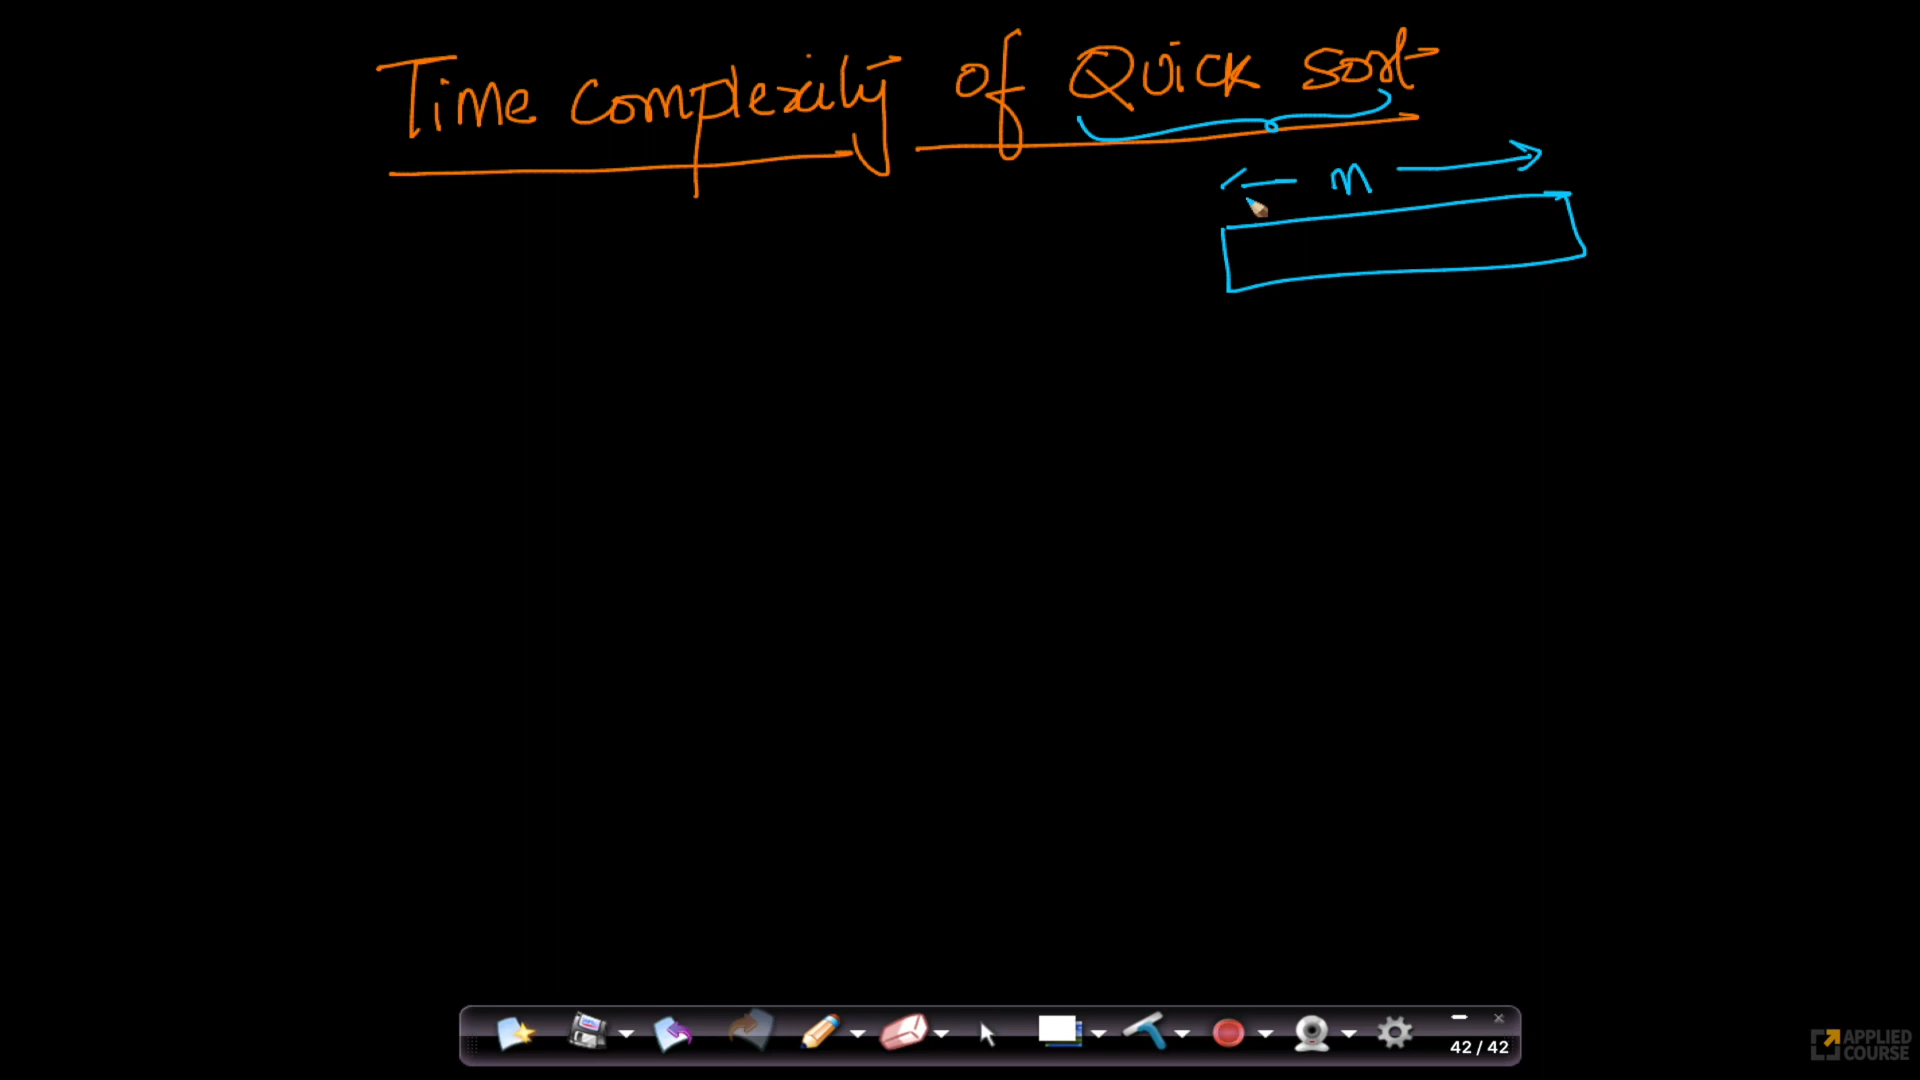 Time complexity of Quick sort
n
42 / 42
APPLIED
COURSE